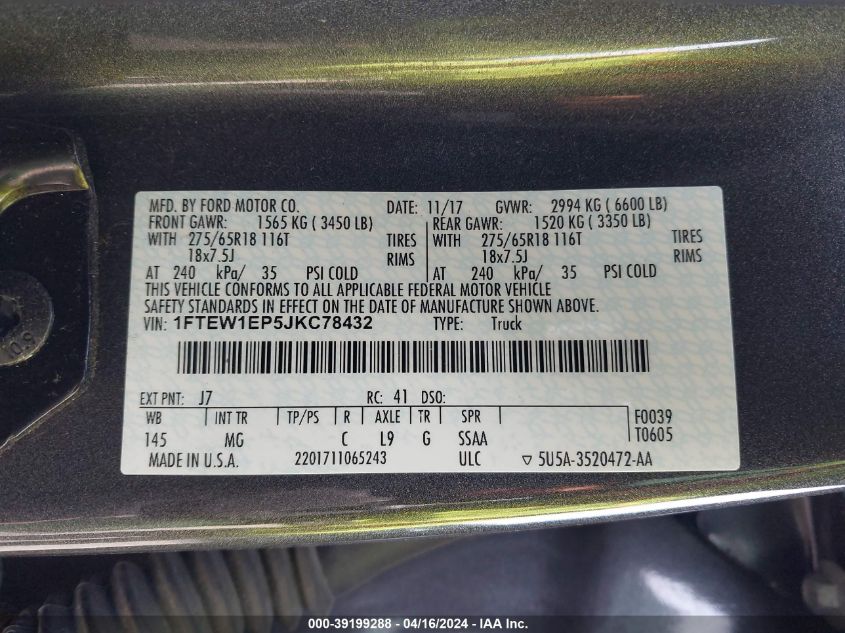 MFD. BY FORD MOTOR CO. DATE: 11/17 GVWR: 2994 KG ( 6600 LB)
FRONT GAWR: 1565 KG ( 3450 LB) REAR GAWR: 1520 KG ( 3350 LB)
WITH 275/65R18 116T TIRES WITH 275/65R18 116T TIRES
18x7.5J RIMS 18x7.5J RIMS
AT 240 kPa/ 35 PSI COLD AT 240 kPa/ 35 PSI COLD
THIS VEHICLE CONFORMS TO ALL APPLICABLE FEDERAL MOTOR VEHICLE
SAFETY STANDARDS IN EFFECT ON THE DATE OF MANUFACTURE SHOWN ABOVE.
VIN: 1FTEW1EP5JKC78432 TYPE: Truck
EXT PNT: J7 RC: 41 DSO:
WB INT TR TP/PS R AXLE TR SPR F0039
145 MG C L9 G SSAA T0605
MADE IN U.S.A. 2201711065243 ULC ▽ 5U5A-3520472-AA
000-39199288 - 04/16/2024 - IAA Inc.